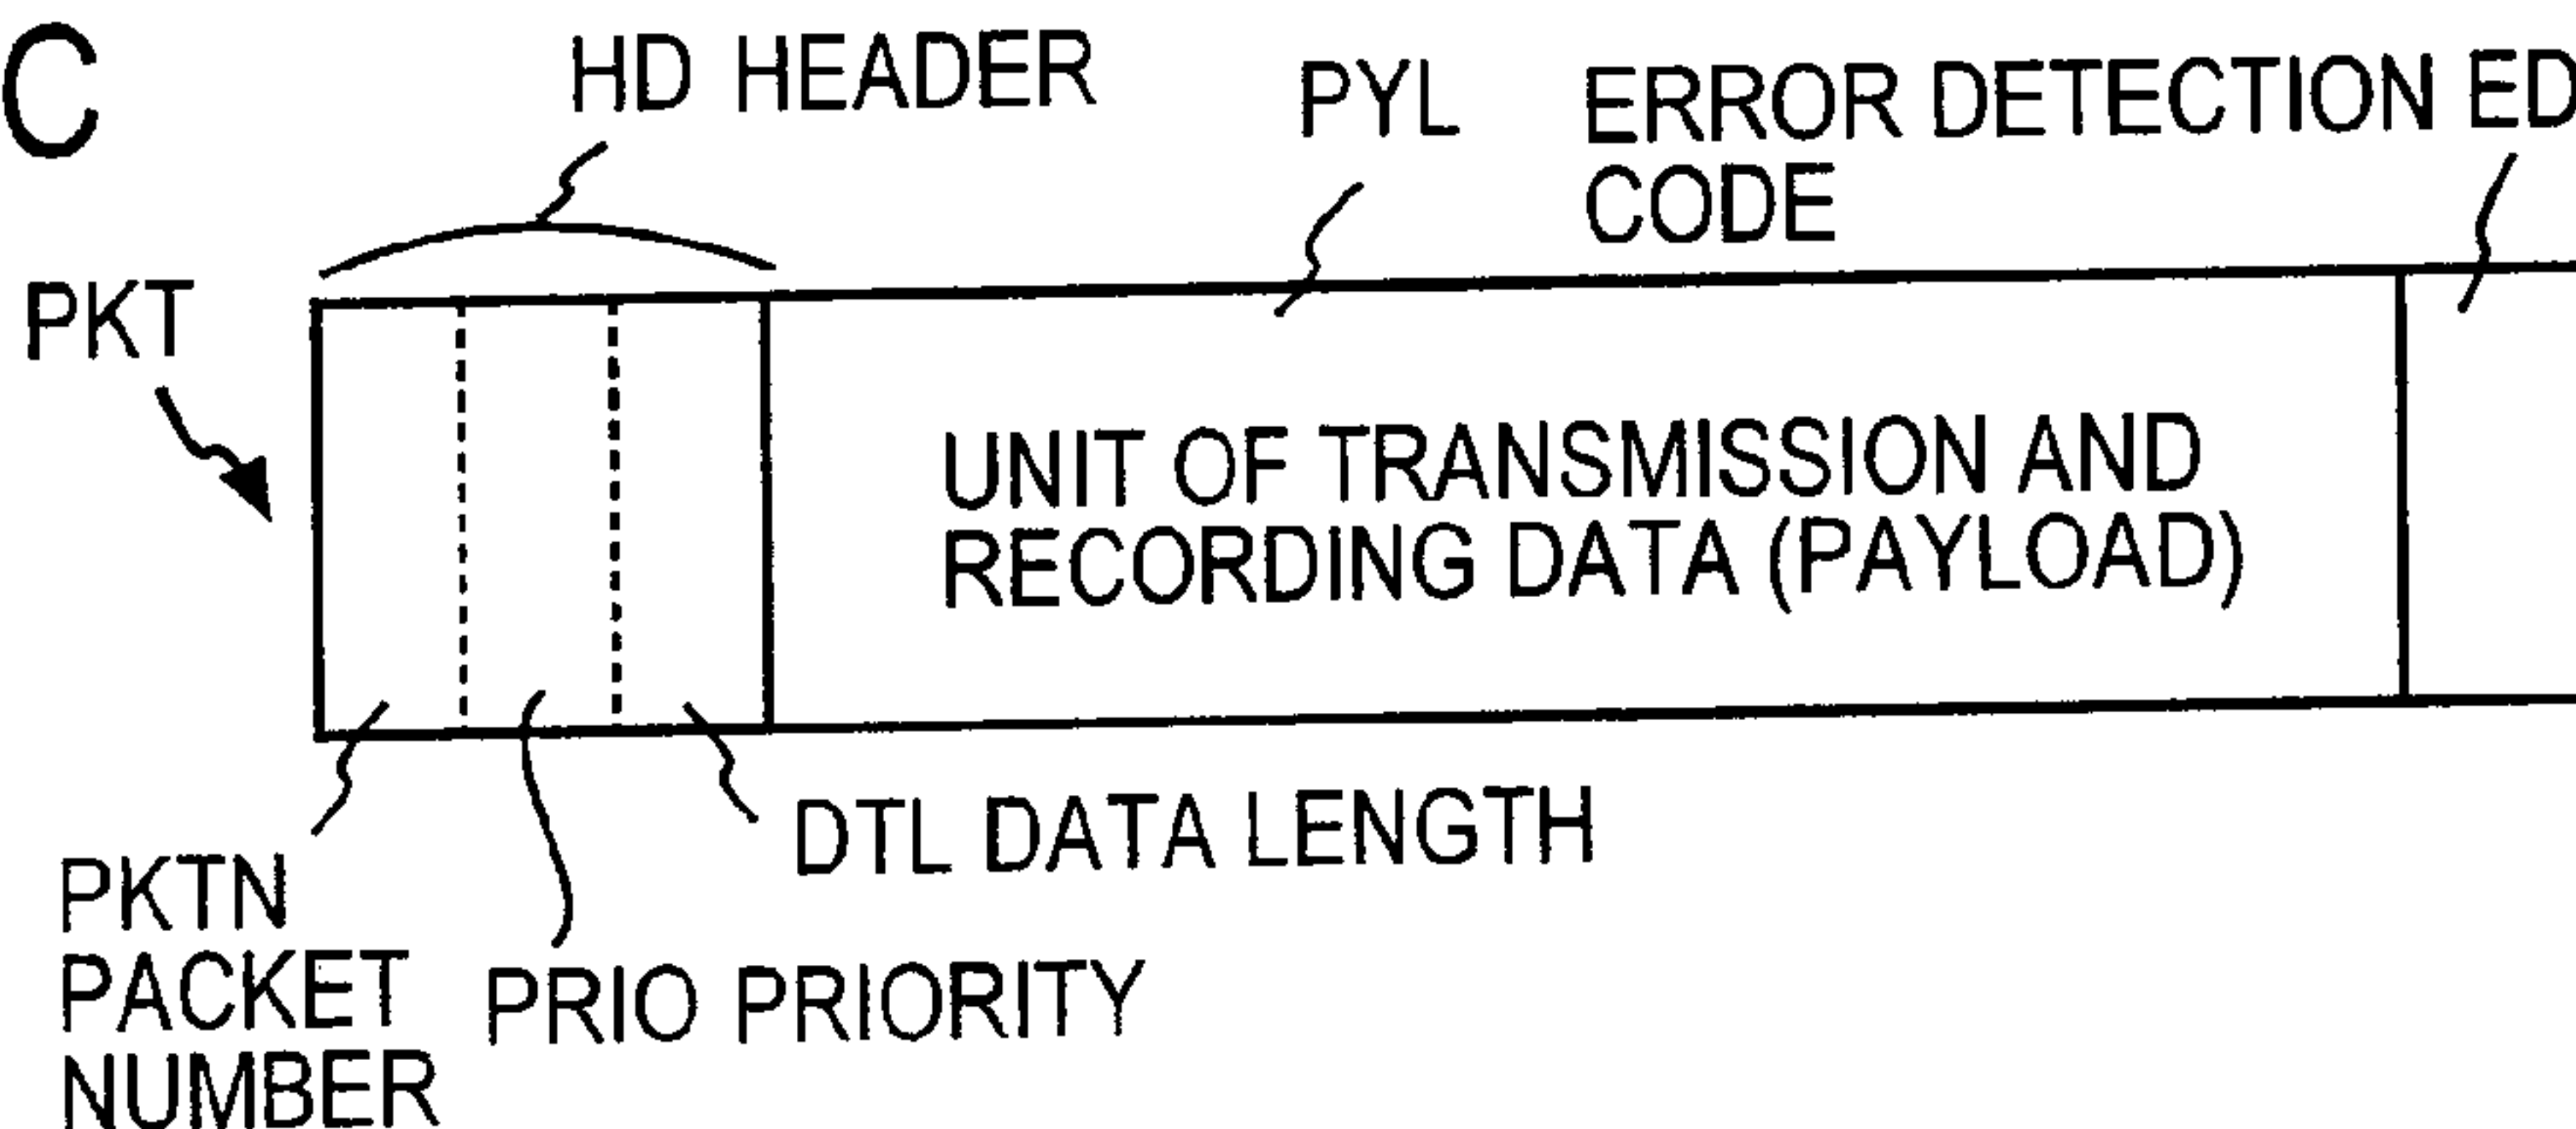 C
HD HEADER
PYL
ERROR DETECTION ED
CODE
PKT
UNIT OF TRANSMISSION AND
RECORDING DATA (PAYLOAD)
DTL DATA LENGTH
PKTN
PACKET
NUMBER
PRIO PRIORITY